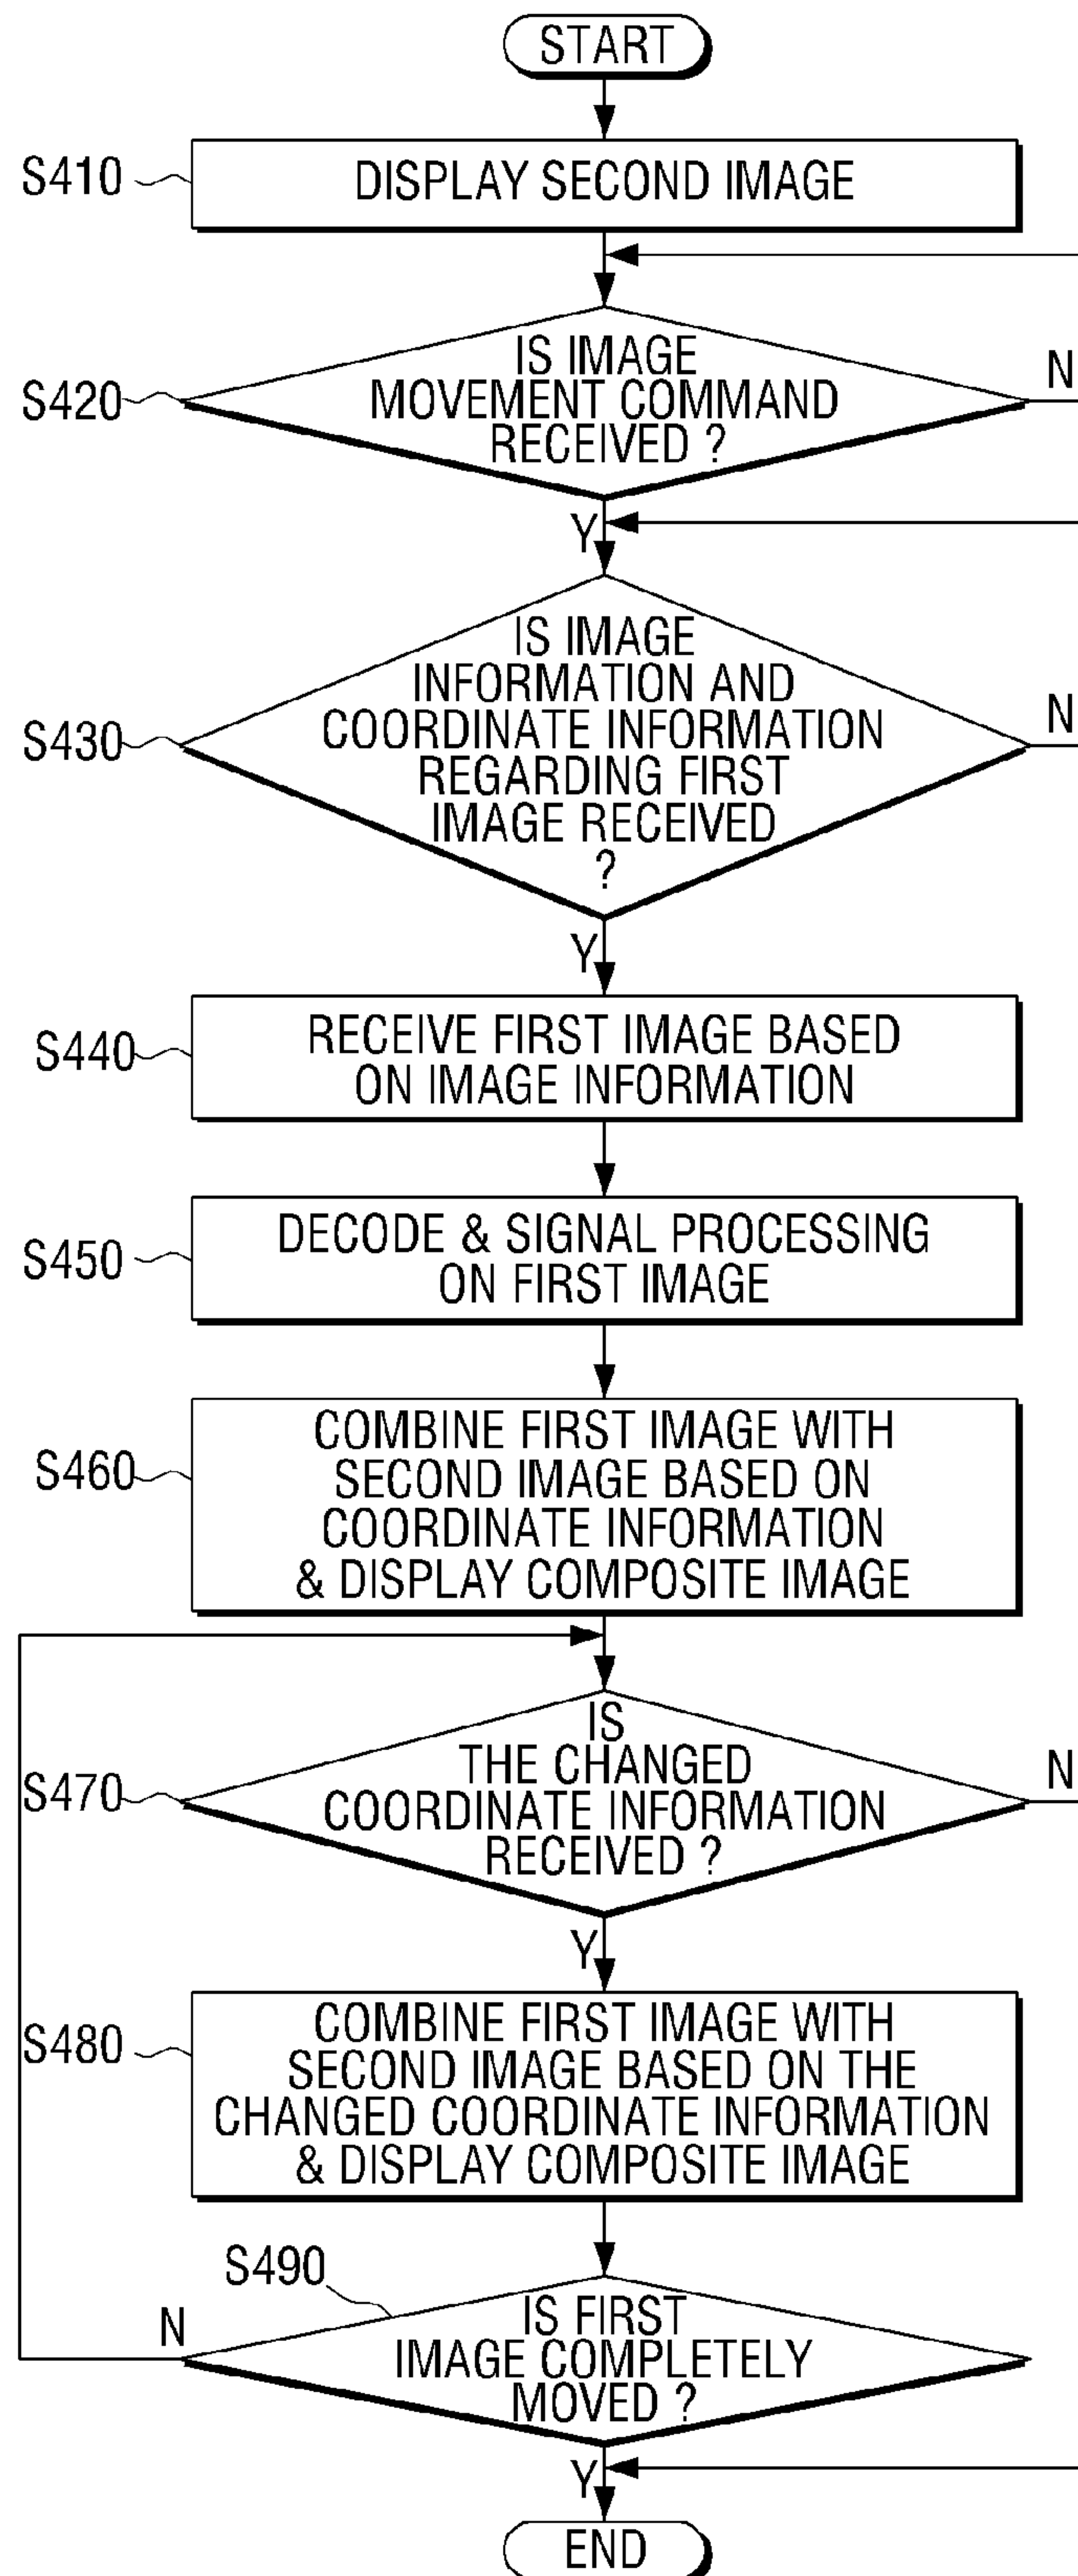 START
S410
DISPLAY SECOND IMAGE
S420
IS IMAGE
MOVEMENT COMMAND
RECEIVED ?
N
Y
S430
IS IMAGE
INFORMATION AND
COORDINATE INFORMATION
REGARDING FIRST
IMAGE RECEIVED
?
N
Y
S440
RECEIVE FIRST IMAGE BASED
ON IMAGE INFORMATION
S450
DECODE & SIGNAL PROCESSING
ON FIRST IMAGE
S460
COMBINE FIRST IMAGE WITH
SECOND IMAGE BASED ON
COORDINATE INFORMATION
& DISPLAY COMPOSITE IMAGE
S470
IS
THE CHANGED
COORDINATE INFORMATION
RECEIVED ?
N
Y
S480
COMBINE FIRST IMAGE WITH
SECOND IMAGE BASED ON THE
CHANGED COORDINATE INFORMATION
& DISPLAY COMPOSITE IMAGE
S490
N
IS FIRST
IMAGE COMPLETELY
MOVED ?
Y
END